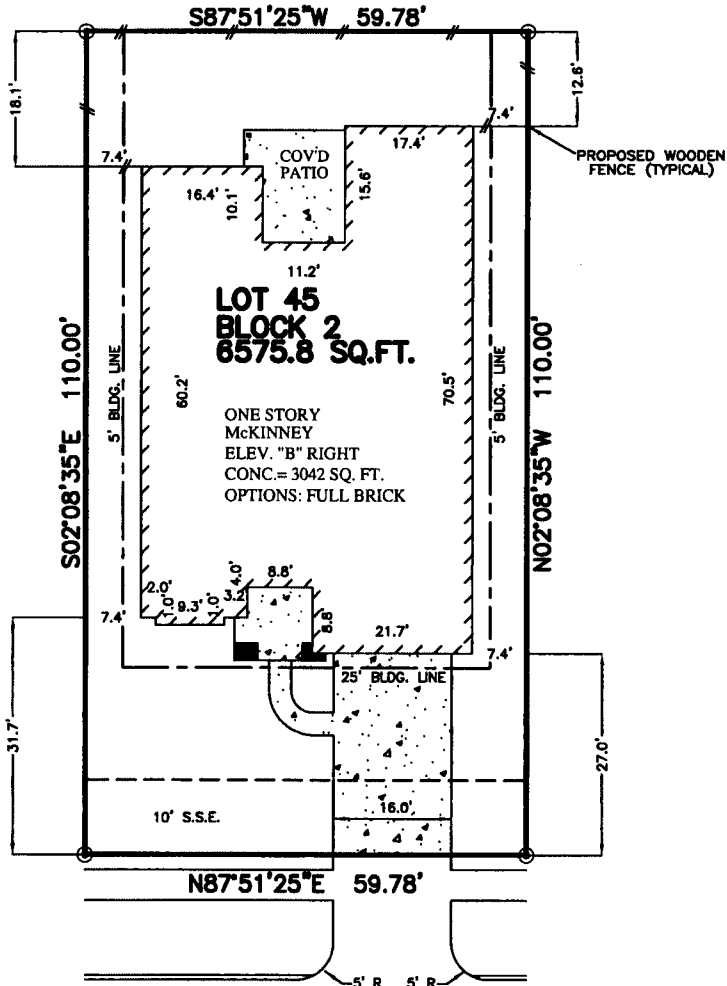 S87°51'25"W 59.78'
18.1'
12.6'
7.4'
7.4'
17.4'
COV'D
PATIO
PROPOSED WOODEN
FENCE (TYPICAL)
16.4'
10.1'
15.6'
11.2'
LOT 45
BLOCK 2
6575.8 SQ.FT.
S02°08'35"E 110.00'
5' BLDG. LINE
60.2'
70.5'
5' BLDG. LINE
N02°08'35"W 110.00'
ONE STORY
McKINNEY
ELEV. "B" RIGHT
CONC.= 3042 SQ. FT.
OPTIONS: FULL BRICK
2.0'
1.0'
9.3'
1.0'
3.2'
4.0'
8.8'
8.8'
7.4'
21.7'
7.4'
25' BLDG. LINE
31.7'
27.0'
10' S.S.E.
16.0'
N87°51'25"E 59.78'
5' R 5' R